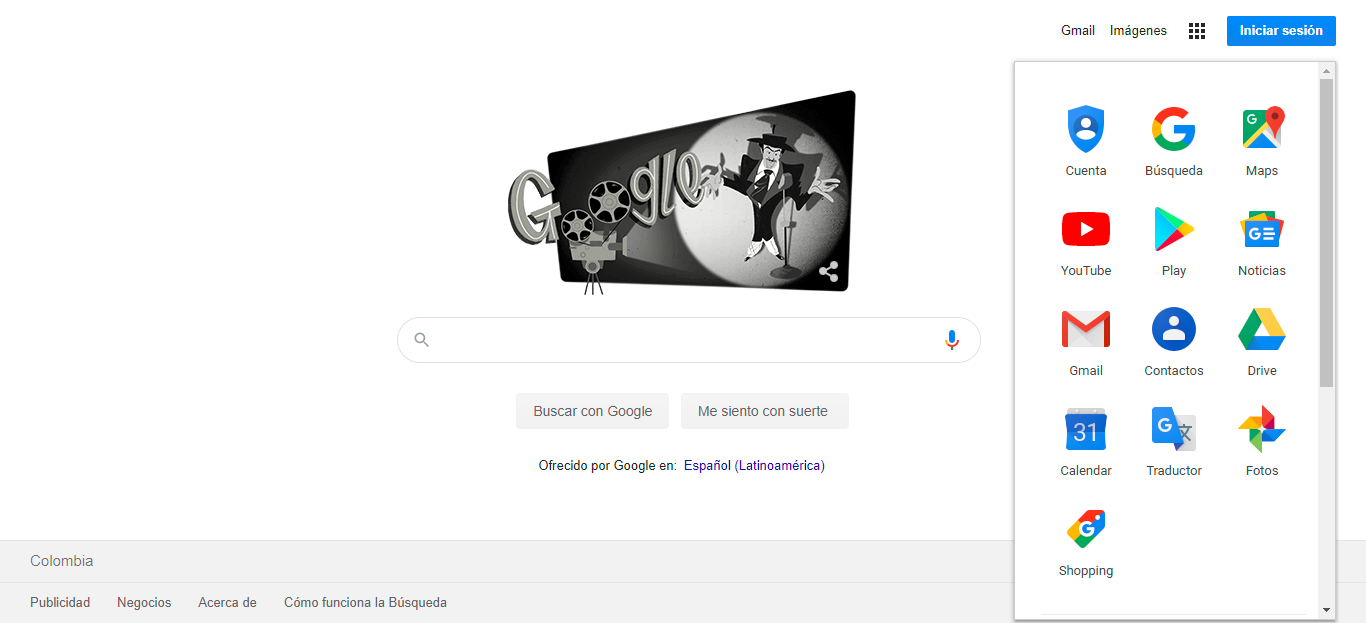 Gmail Imágenes Iniciar sesión
Google
Buscar con Google Me siento con suerte
Ofrecido por Google en: Español (Latinoamérica)
Cuenta Búsqueda Maps
G
YouTube Play Noticias
G
Gmail Contactos Drive
31 G 文
Calendar Traductor Fotos
G
Shopping
Colombia
Publicidad Negocios Acerca de Cómo funciona la Búsqueda